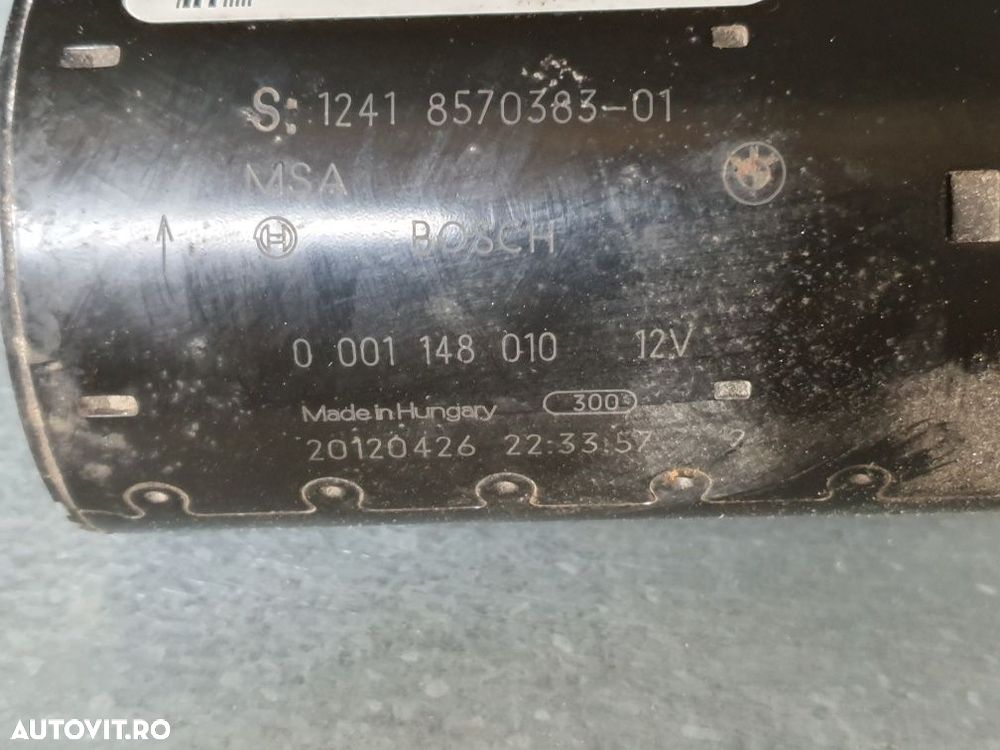 S: 1241 8570383-01
MSA
BOSCH
0 001 148 010 12V
Made in Hungary 300
20120426 22:33:57 2
AUTOVIT.RO